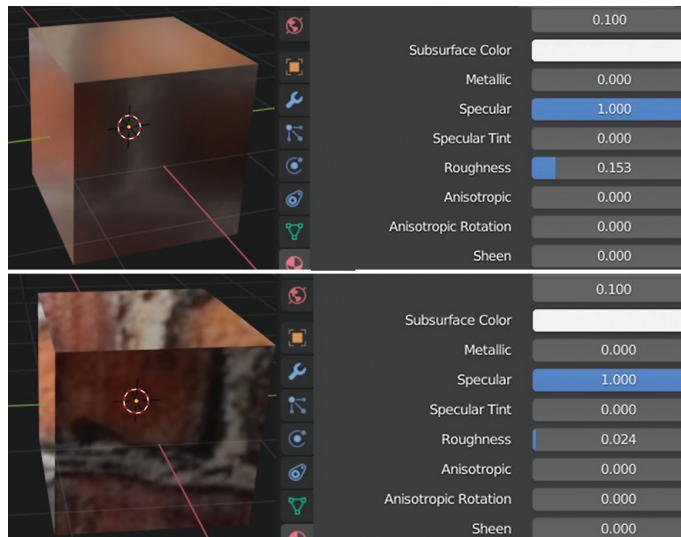 0.100
Subsurface Color
Metallic 0.000
Specular 1.000
Specular Tint 0.000
Roughness 0.153
Anisotropic 0.000
Anisotropic Rotation 0.000
Sheen 0.000
0.100
Subsurface Color
Metallic 0.000
Specular 1.000
Specular Tint 0.000
Roughness 0.024
Anisotropic 0.000
Anisotropic Rotation 0.000
Sheen 0.000